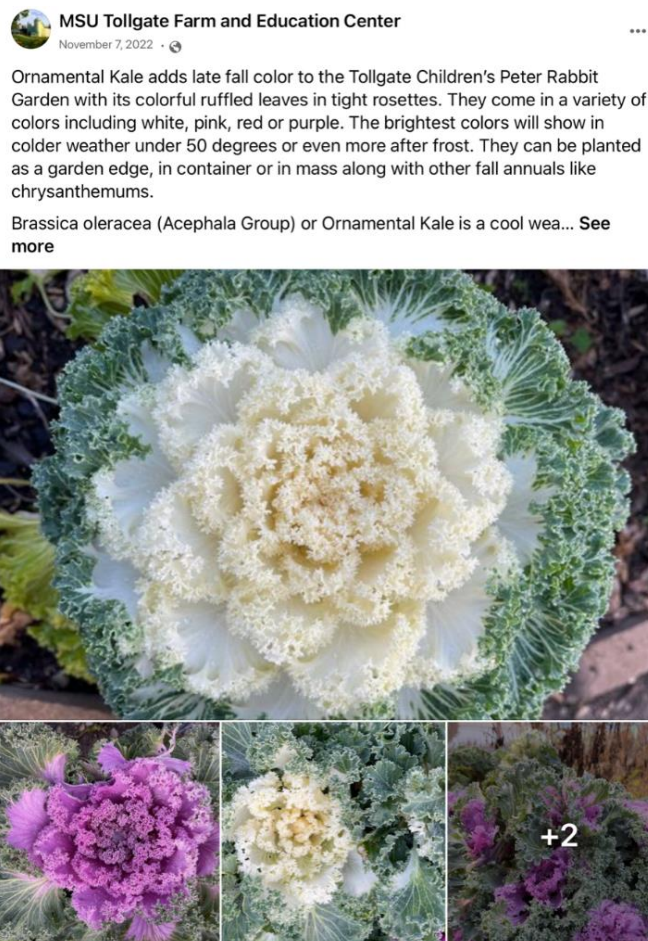 MSU Tollgate Farm and Education Center
November 7, 2022 ·
Ornamental Kale adds late fall color to the Tollgate Children's Peter Rabbit
Garden with its colorful ruffled leaves in tight rosettes. They come in a variety of
colors including white, pink, red or purple. The brightest colors will show in
colder weather under 50 degrees or even more after frost. They can be planted
as a garden edge, in container or in mass along with other fall annuals like
chrysanthemums.
Brassica oleracea (Acephala Group) or Ornamental Kale is a cool wea... See
more
+2